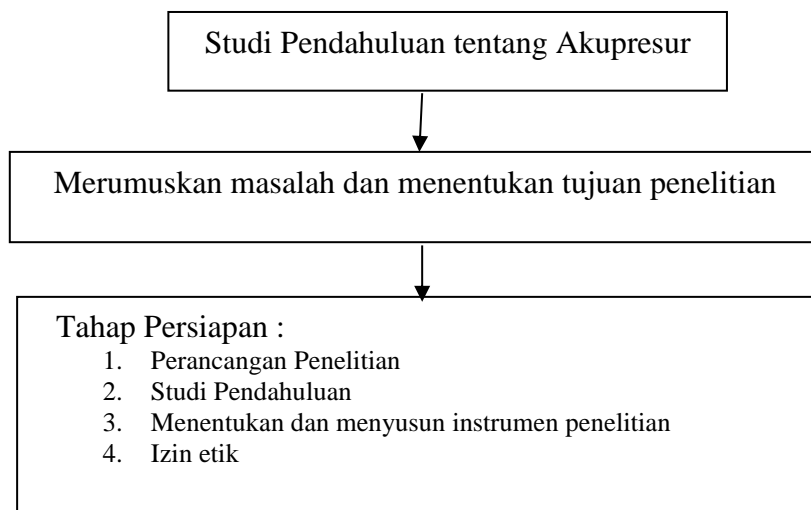 Studi Pendahuluan tentang Akupresur
Merumuskan masalah dan menentukan tujuan penelitian
Tahap Persiapan :
1. Perancangan Penelitian
2. Studi Pendahuluan
3. Menentukan dan menyusun instrumen penelitian
4. Izin etik